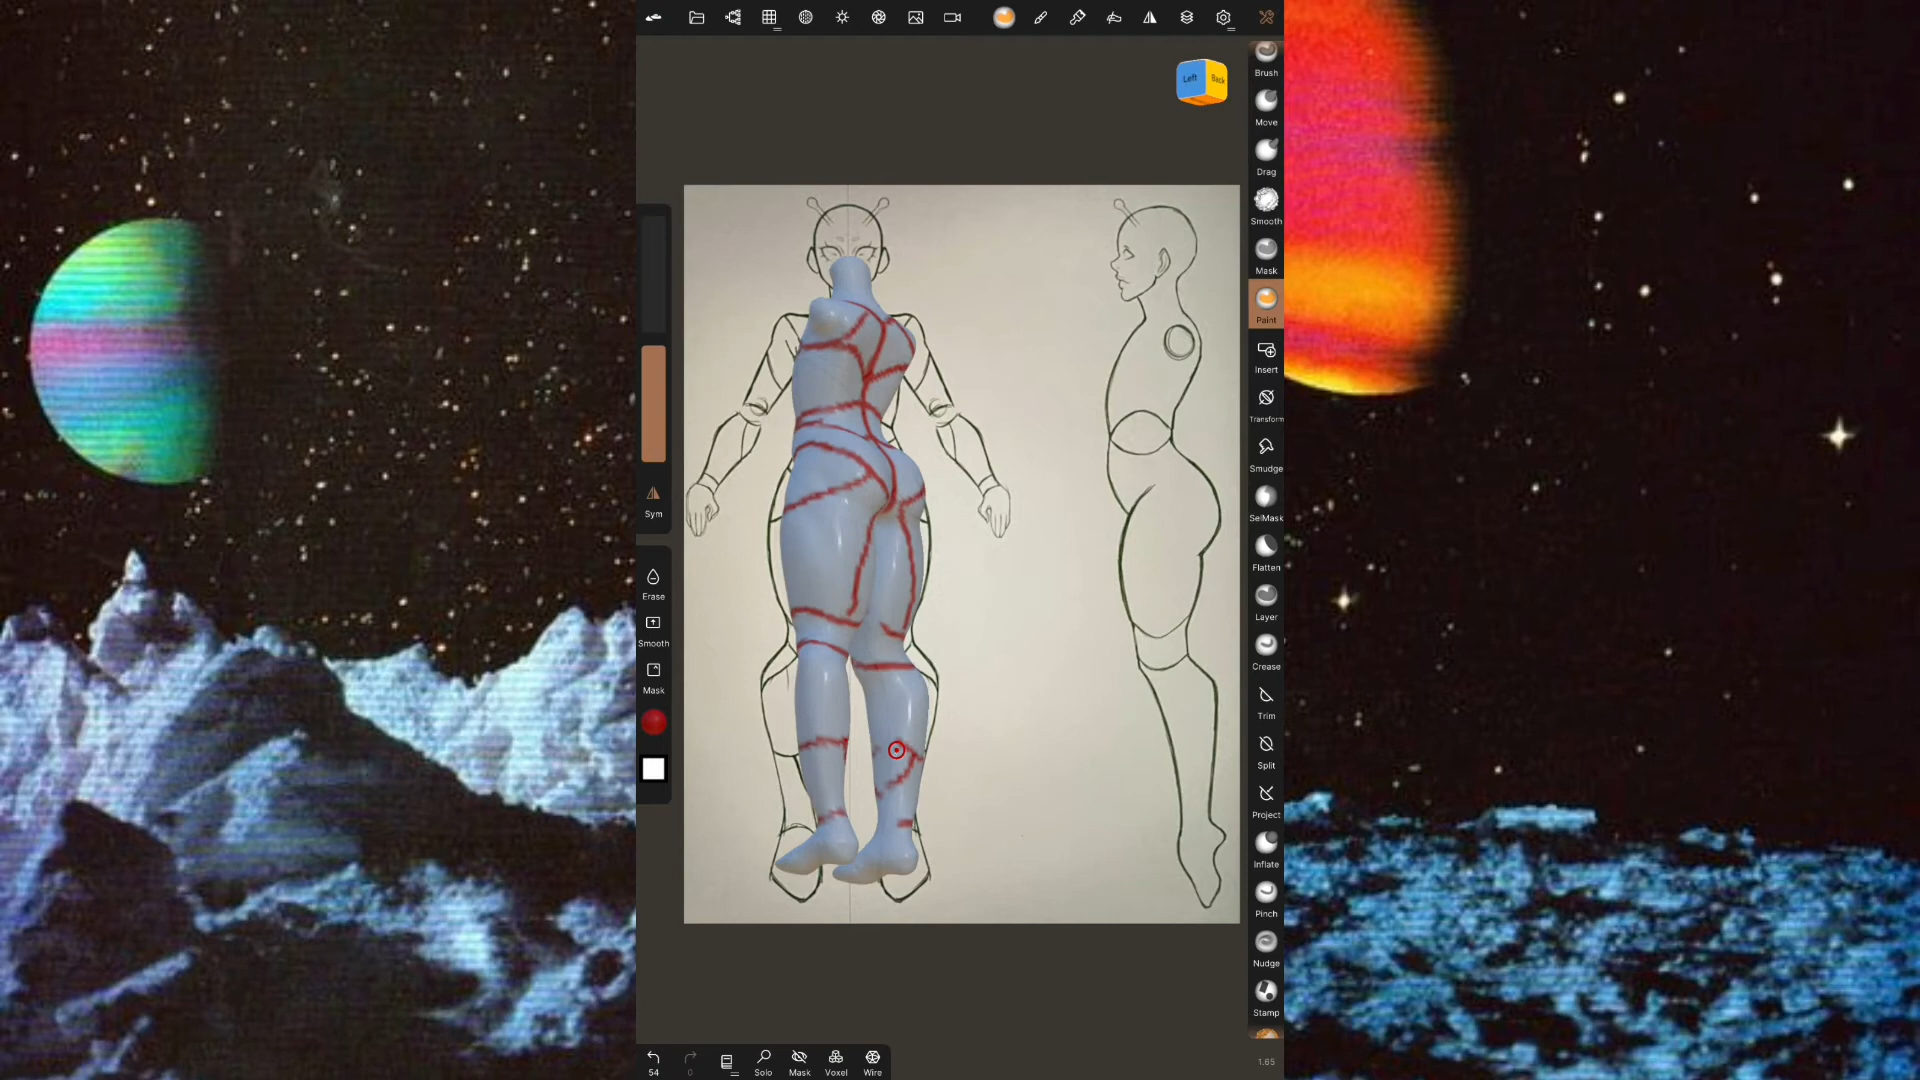 Left
Back
Brush
Move
Drag
Smooth
Mask
Paint
Insert
Transform
Smudge
SelMask
Flatten
Layer
Crease
Trim
Split
Project
Inflate
Pinch
Nudge
Stamp
Sym
Erase
Smooth
Mask
54
0
Solo
Mask
Voxel
Wire
1.65